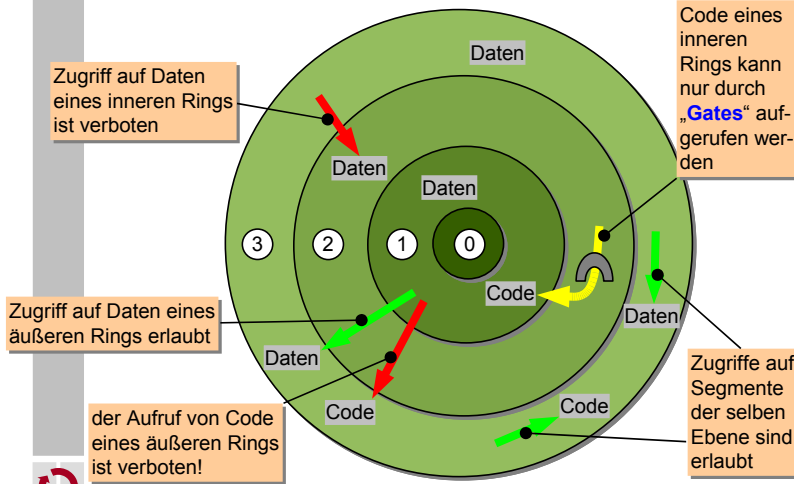 Code eines
inneren
Rings kann
nur durch
„Gates“ auf-
gerufen wer-
den
Daten
Zugriff auf Daten
eines inneren Rings
ist verboten
Daten
Daten
3
2
1
0
Code
Daten
Zugriff auf Daten eines
äußeren Rings erlaubt
Daten
Code
Code
Zugriffe auf
Segmente
der selben
Ebene sind
erlaubt
der Aufruf von Code
eines äußeren Rings
ist verboten!